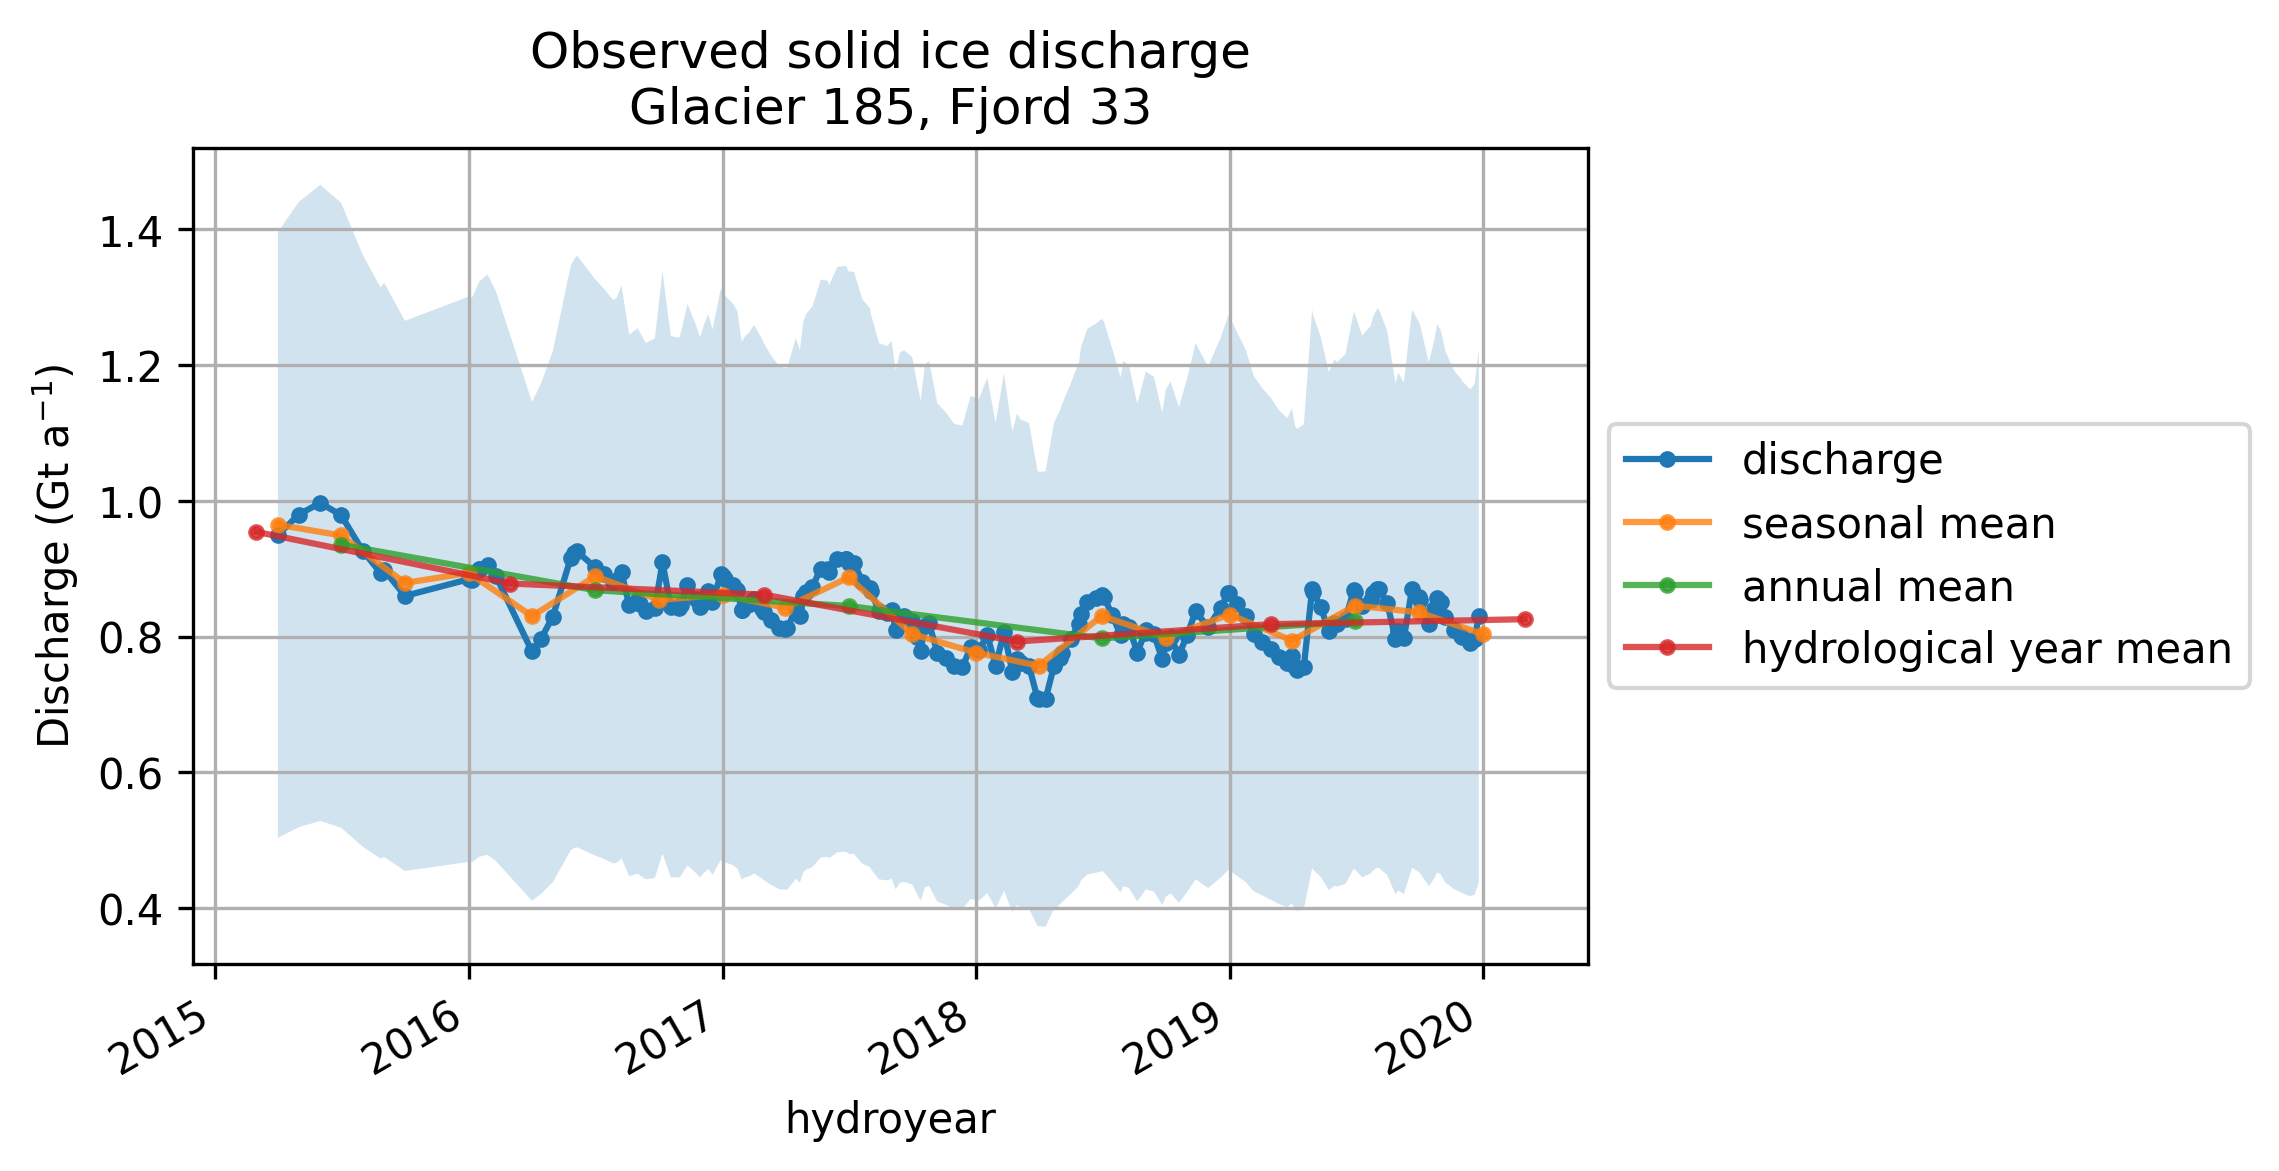 Observed solid ice discharge
Glacier 185, Fjord 33
Discharge (Gt a⁻¹)
1.4
1.2
1.0
0.8
0.6
0.4
2015
2016
2017
2018
2019
2020
hydroyear
discharge
seasonal mean
annual mean
hydrological year mean